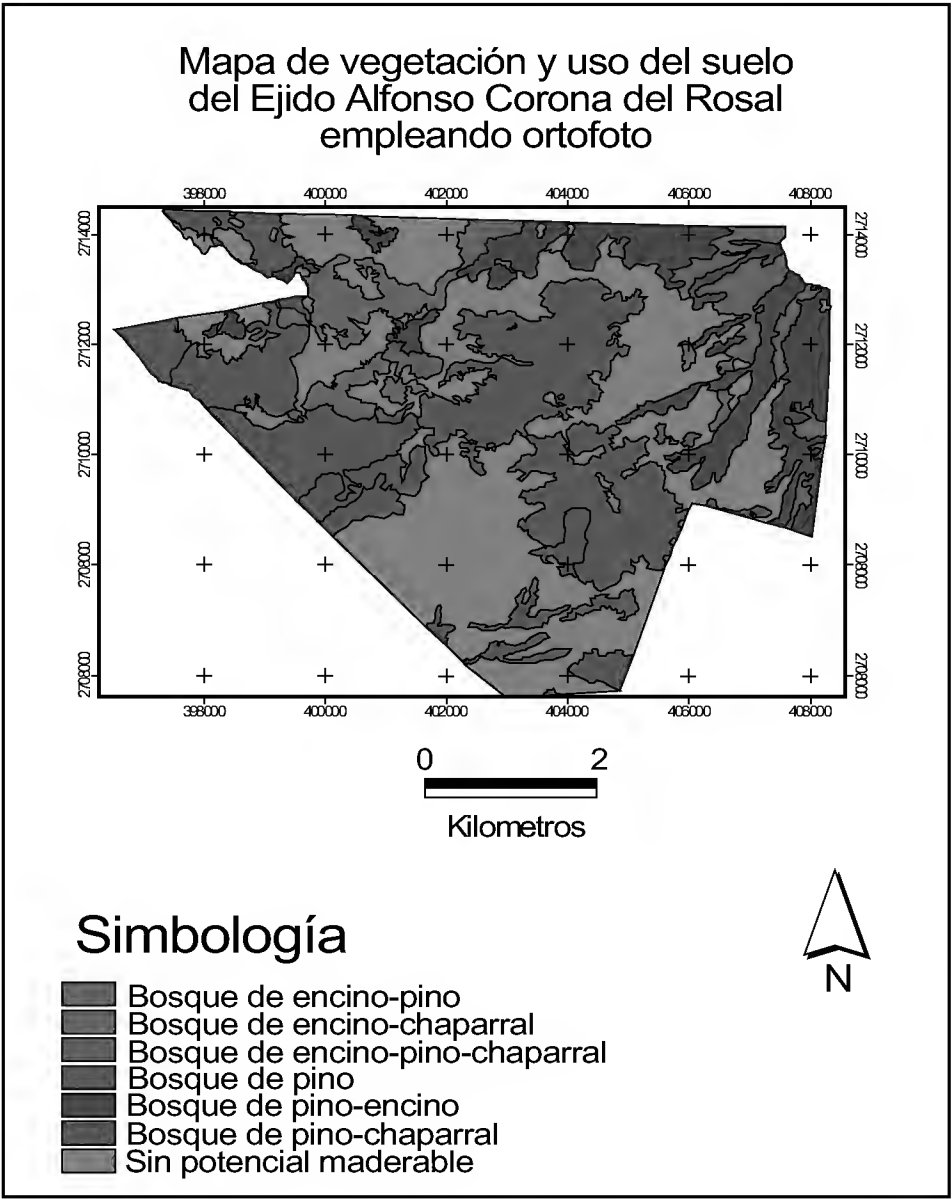 Mapa de vegetación y uso del suelo
del Ejido Alfonso Corona del Rosal
empleando ortofoto
398000 400000 402000 404000 406000 408000
2714000 2714000
2712000 2712000
2710000 2710000
2708000 2708000
2708000 2708000
398000 400000 402000 404000 406000 408000
0 2
Kilometros
N
Simbología
Bosque de encino-pino
Bosque de encino-chaparral
Bosque de encino-pino-chaparral
Bosque de pino
Bosque de pino-encino
Bosque de pino-chaparral
Sin potencial maderable